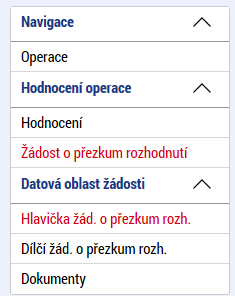 Navigace
Operace
Hodnocení operace
Hodnocení
Žádost o přezkum rozhodnutí
Datová oblast žádosti
Hlavička žád. o přezkum rozh.
Dílčí žád. o přezkum rozh.
Dokumenty